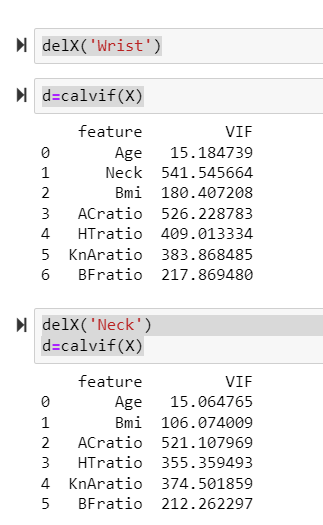 delX('Wrist')
d=calvif(X)
feature VIF
0 Age 15.184739
1 Neck 541.545664
2 Bmi 180.407208
3 ACratio 526.228783
4 HTratio 409.013334
5 KnAratio 383.868485
6 BFratio 217.869480
delX('Neck')
d=calvif(X)
feature VIF
0 Age 15.064765
1 Bmi 106.074009
2 ACratio 521.107969
3 HTratio 355.359493
4 KnAratio 374.501859
5 BFratio 212.262297